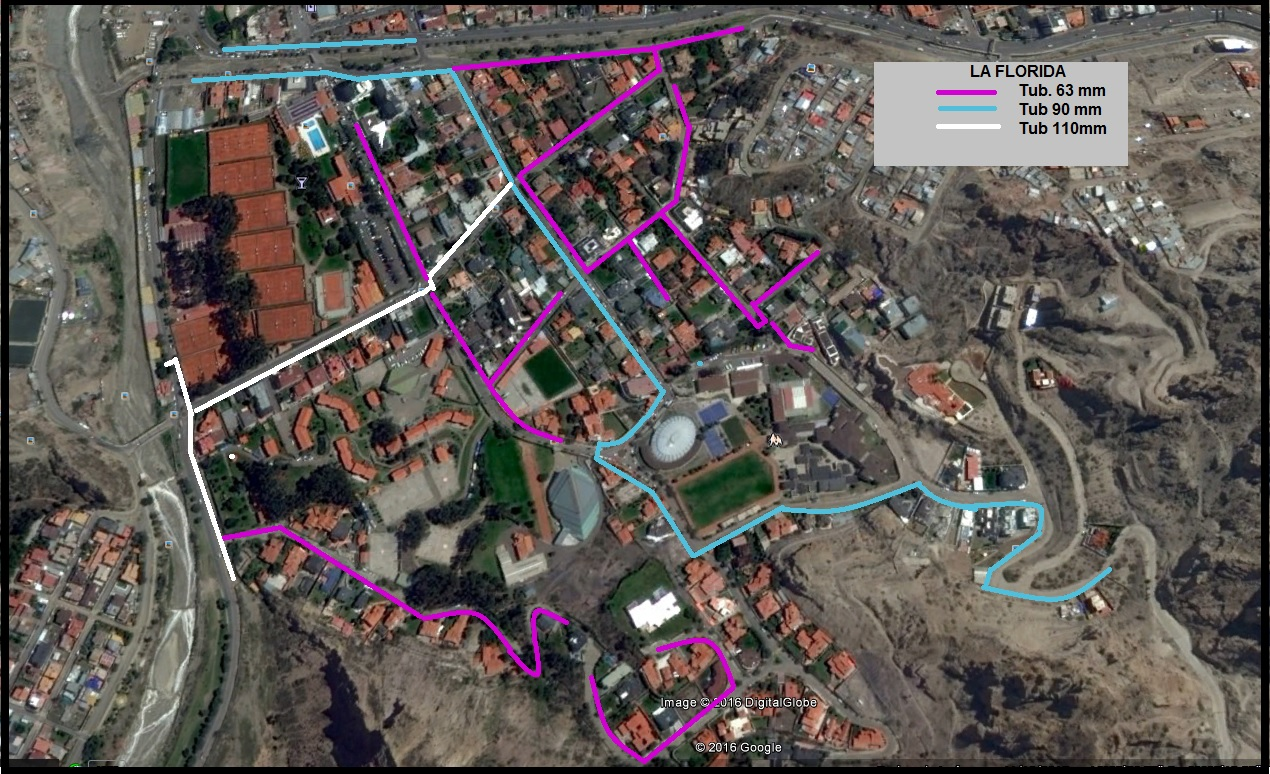 LA FLORIDA
Tub. 63 mm
Tub 90 mm
Tub 110mm
Image © 2016 DigitalGlobe
© 2016 Google